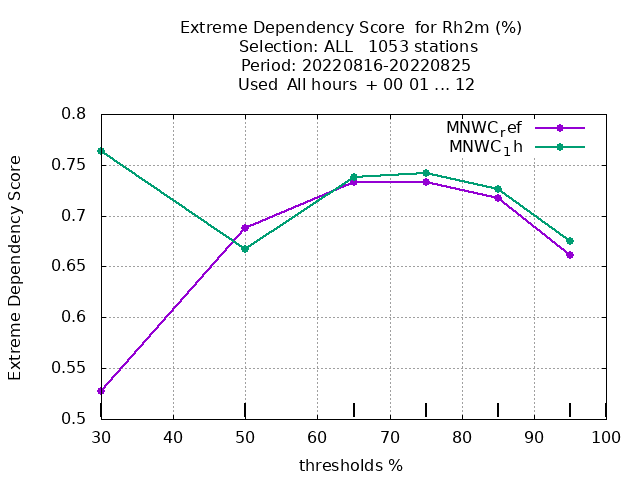 Extreme Dependency Score  for Rh2m (%)
Selection: ALL   1053 stations
Period: 20220816-20220825
Used  All hours  + 00 01 ... 12
MNWCref
MNWC1h
Extreme Dependency Score
0.8
0.75
0.7
0.65
0.6
0.55
0.5
30 40 50 60 70 80 90 100
thresholds %